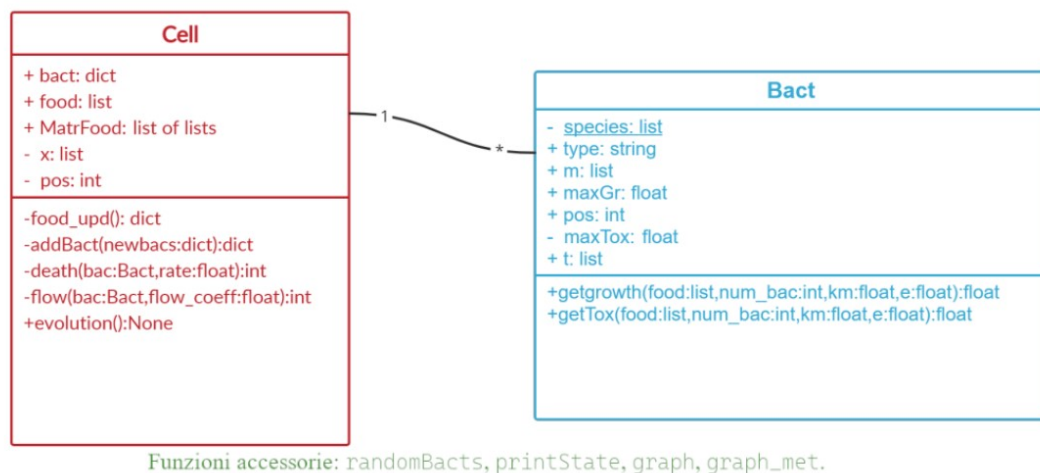 Cell
+ bact: dict
+ food: list
+ MatrFood: list of lists
- x: list
- pos: int
-food_upd(): dict
-addBact(newbacs:dict):dict
-death(bac:Bact,rate:float):int
-flow(bac:Bact,flow_coeff:float):int
+evolution():None
1
*
Bact
- species: list
+ type: string
+ m: list
+ maxGr: float
+ pos: int
- maxTox: float
+ t: list
+getgrowth(food:list,num_bac:int,km:float,e:float):float
+getTox(food:list,num_bac:int,km:float,e:float):float
Funzioni accessorie: randomBacts, printState, graph, graph_met.